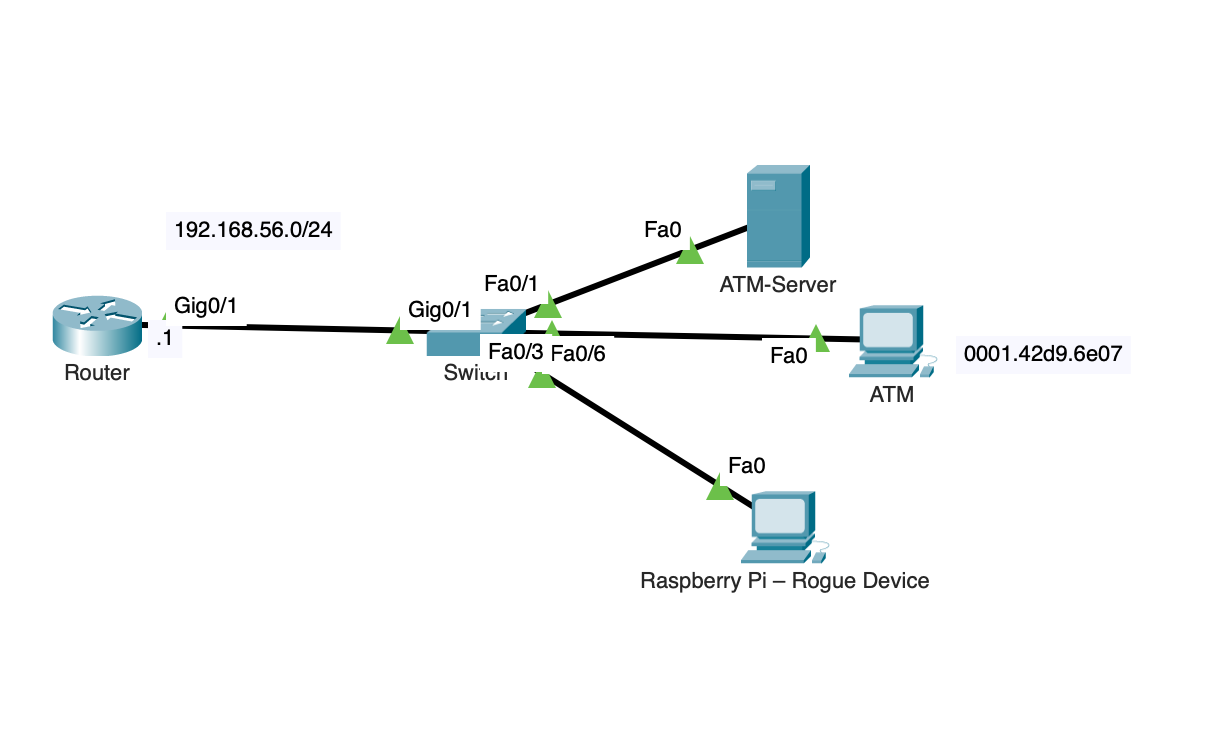 192.168.56.0/24
Fa0
ATM-Server
Fa0/1
Gig0/1
Gig0/1
.1
Fa0/3
Fa0/6
Fa0
0001.42d9.6e07
Router
Switch
ATM
Fa0
Raspberry Pi – Rogue Device